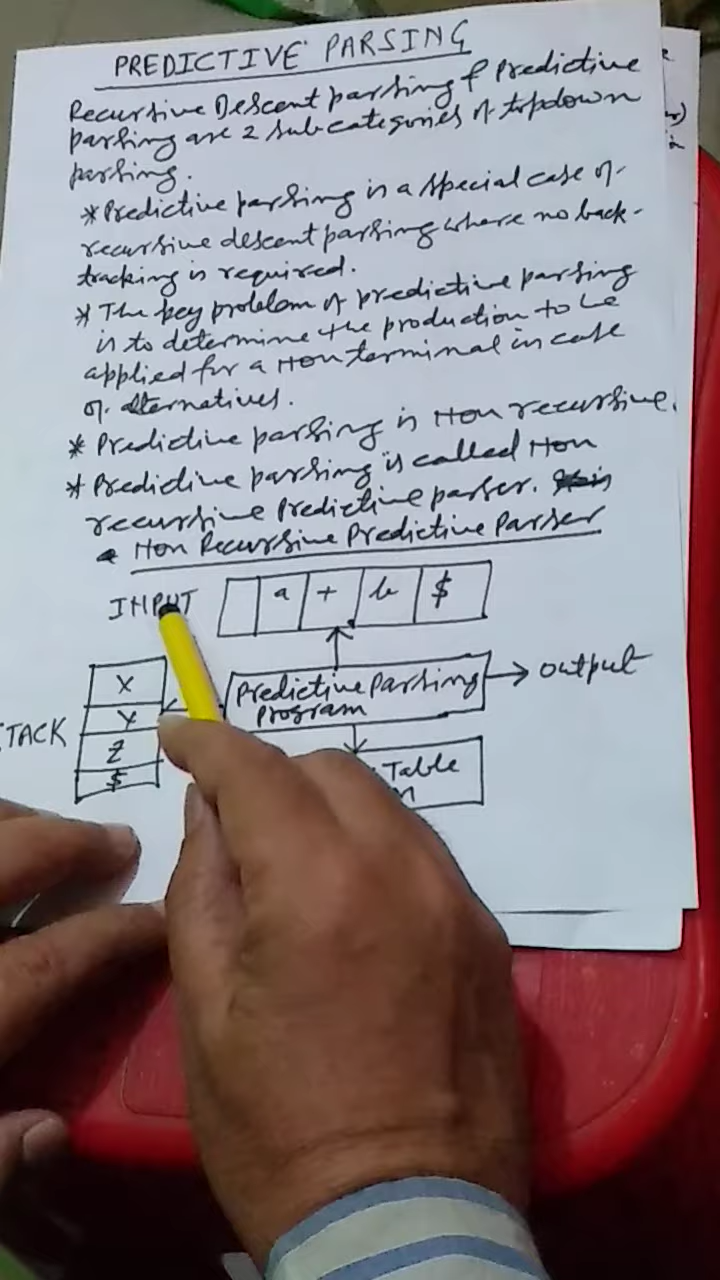 PREDICTIVE PARSING
Recursive Descent parsing & Predictive
parsing are 2 subcategories of topdown
parsing.
* Predictive parsing is a special case of
recursive descent parsing where no back-
tracking is required.
* The key problem of predictive parsing
is to determine the production to be
applied for a Non terminal in case
of alternatives.
* Predictive parsing is Non recursive.
* Predictive parsing is called Non
recursive Predictive parser.
Non Recursive Predictive Parser
INPUT a + b $
X
Predictive Parsing → output
Program
Y
TACK
Z
Table
$